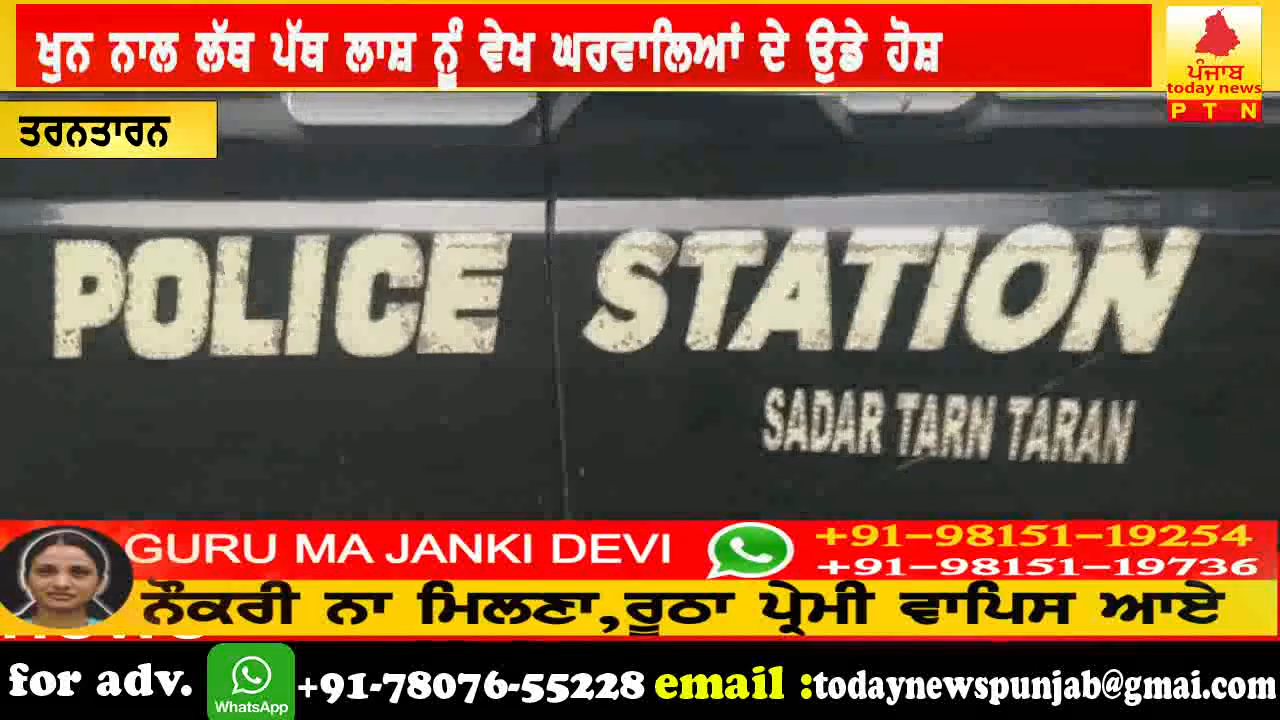 ਖੁਨ ਨਾਲ ਲੱਥ ਪੱਥ ਲਾਸ਼ ਨੂੰ ਵੇਖ ਘਰਵਾਲਿਆਂ ਦੇ ਉਡੇ ਹੋਸ਼
ਪੰਜਾਬ
today news
P T N
ਤਰਨਤਾਰਨ
POLICE STATION
SADAR TARN TARAN
GURU MA JANKI DEVI
+91-98151-19254
+91-98151-19736
ਨੌਕਰੀ ਨਾ ਮਿਲਣਾ,ਰੂਠਾ ਪ੍ਰੇਮੀ ਵਾਪਿਸ ਆਏ
for adv. WhatsApp +91-78076-55228 email :todaynewspunjab@gmai.com